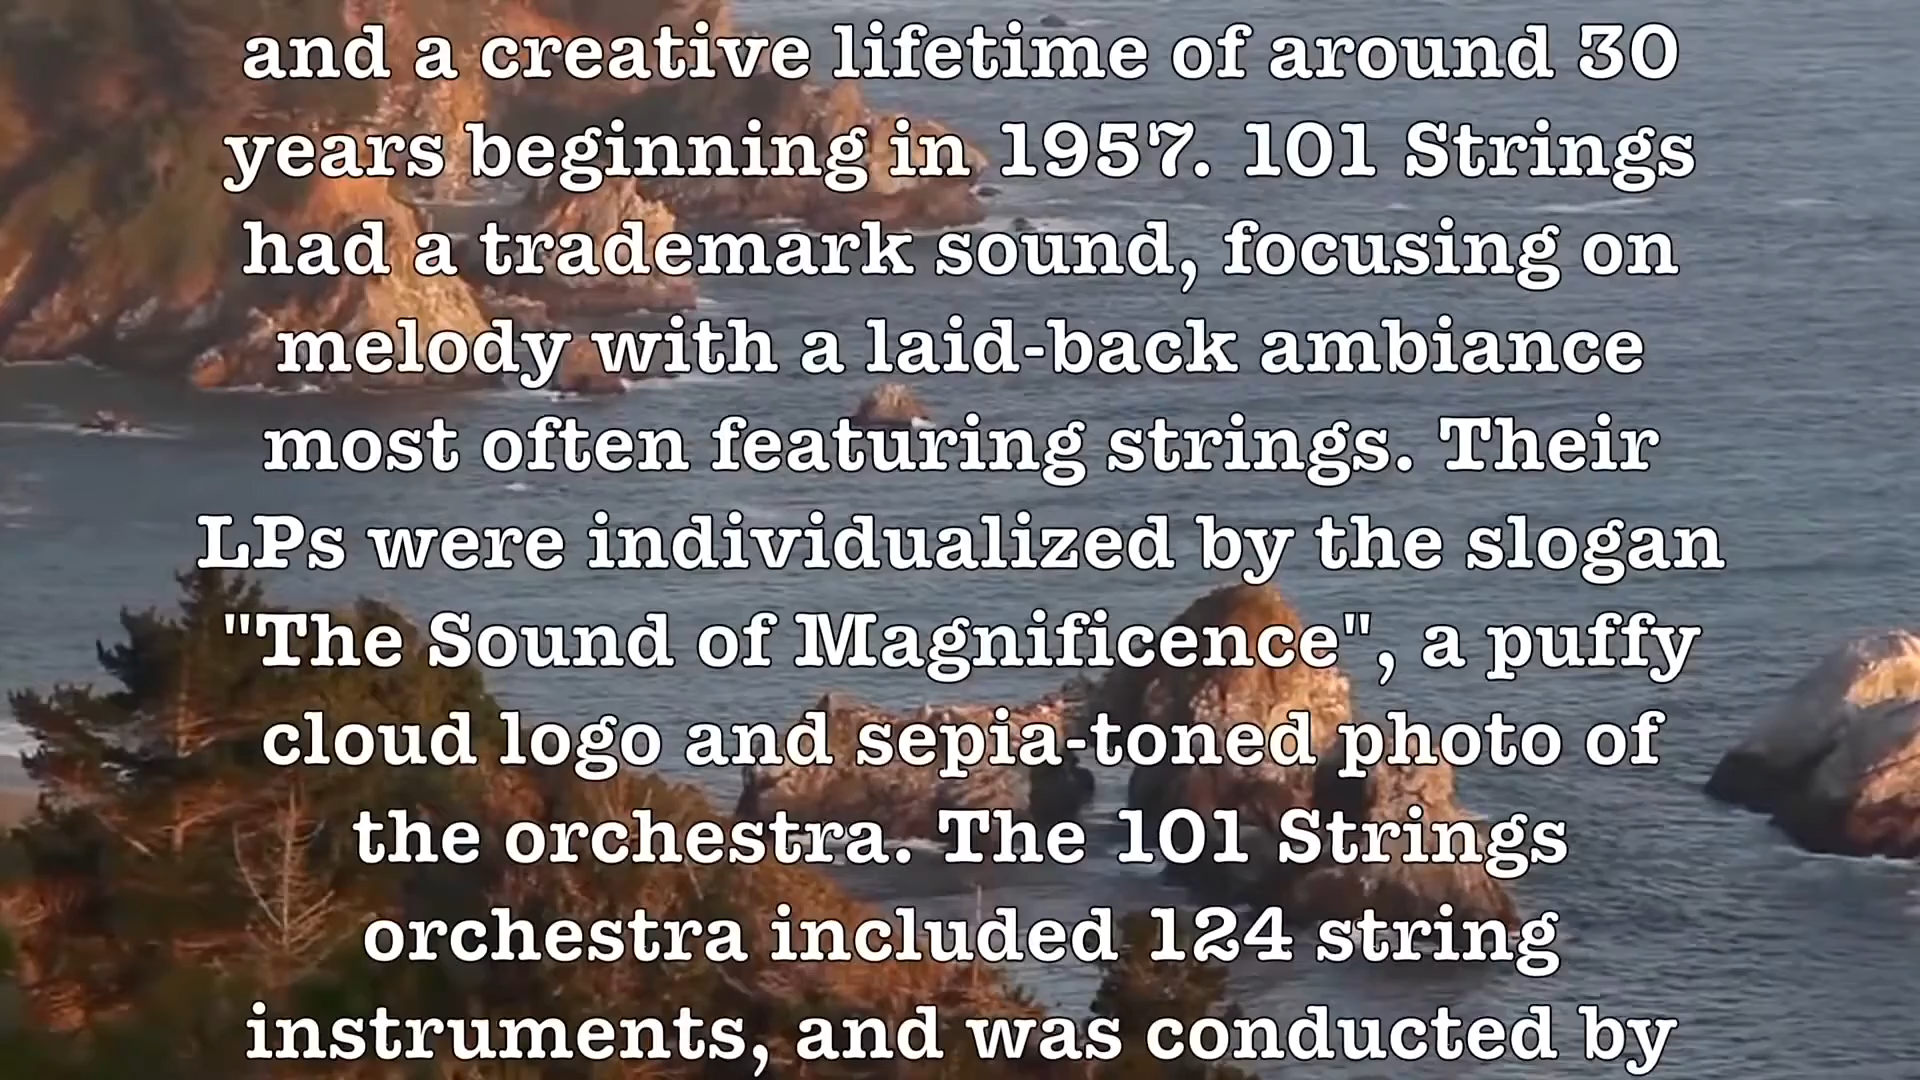 and a creative lifetime of around 30
years beginning in 1957. 101 Strings
had a trademark sound, focusing on
melody with a laid-back ambiance
most often featuring strings. Their
LPs were individualized by the slogan
"The Sound of Magnificence", a puffy
cloud logo and sepia-toned photo of
the orchestra. The 101 Strings
orchestra included 124 string
instruments, and was conducted by